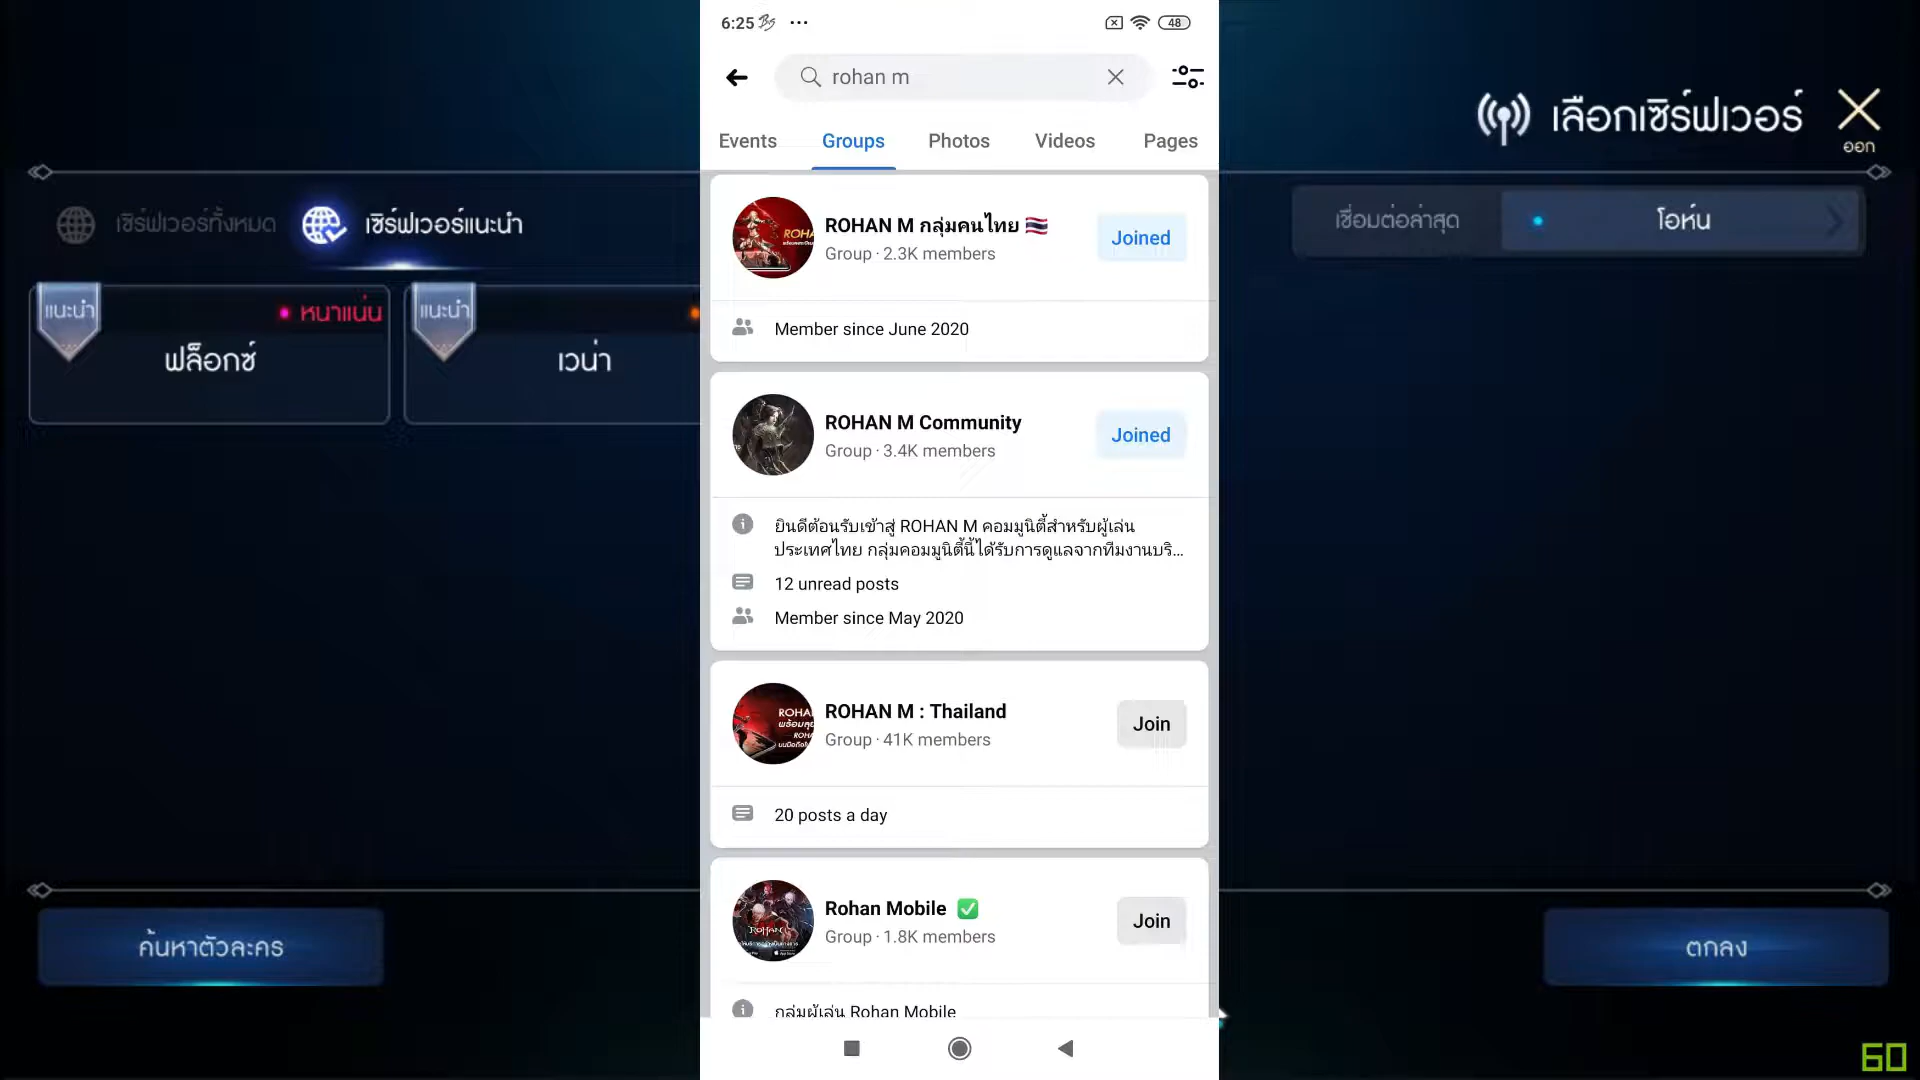 6:25
48
rohan m
Events
Groups
Photos
Videos
Pages
เลือกเซิร์ฟเวอร์
ออก
เซิร์ฟเวอร์ทั้งหมด
เซิร์ฟเวอร์แนะนำ
เชื่อมต่อล่าสุด
โอห์น
แนะนำ
หนาแน่น
ฟล็อกซ์
แนะนำ
เวน่า
ROHAN M กลุ่มคนไทย 🇹🇭
Group · 2.3K members
Joined
Member since June 2020
ROHAN M Community
Group · 3.4K members
Joined
ยินดีต้อนรับเข้าสู่ ROHAN M คอมมูนิตี้สำหรับผู้เล่น
ประเทศไทย กลุ่มคอมมูนิตี้นี้ได้รับการดูแลจากทีมงานบริ...
12 unread posts
Member since May 2020
ROHAN M : Thailand
Group · 41K members
Join
20 posts a day
Rohan Mobile ✅
Group · 1.8K members
Join
กลุ่มผู้เล่น Rohan Mobile
ค้นหาตัวละคร
ตกลง
60